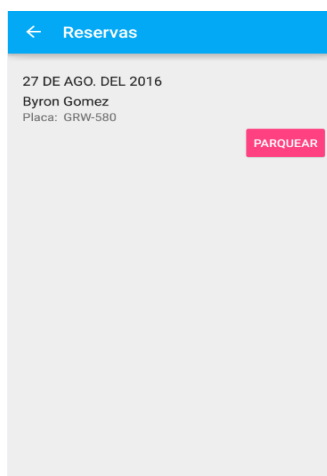 Reservas
27 DE AGO. DEL 2016
Byron Gomez
Placa: GRW-580
PARQUEAR